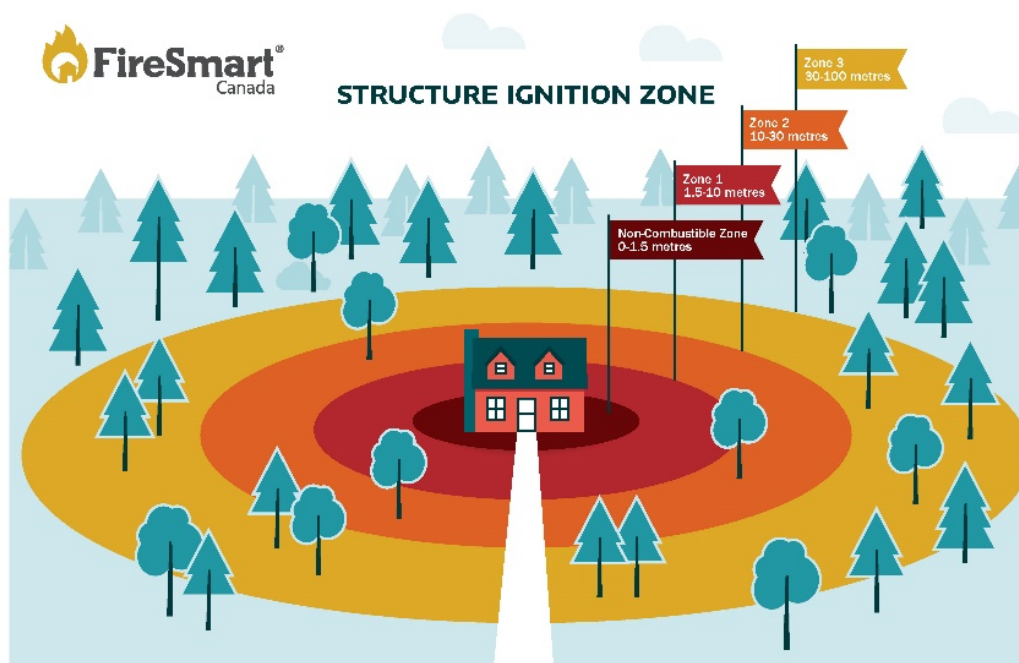 FireSmart®
Canada
STRUCTURE IGNITION ZONE
Zone 3
30-100 metres
Zone 2
10-30 metres
Zone 1
1.5-10 metres
Non-Combustible Zone
0-1.5 metres